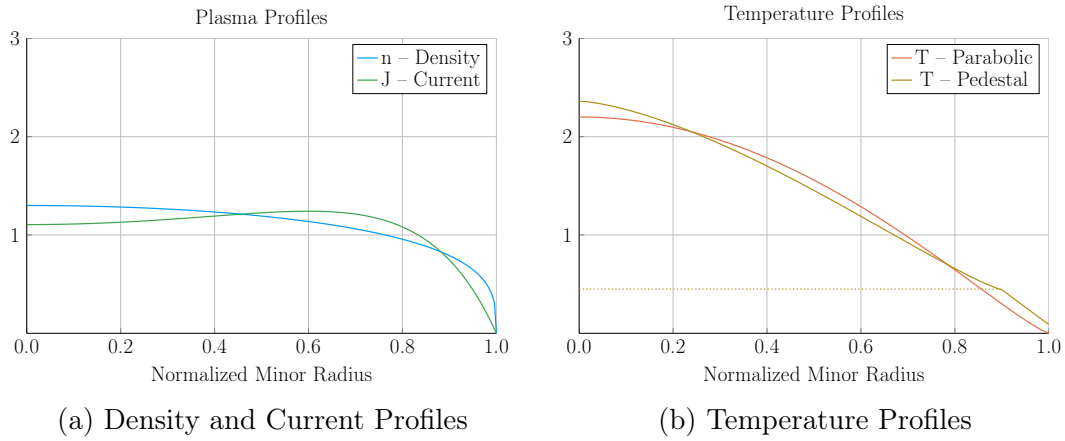 Plasma Profiles
3
2
1
n – Density
J – Current
0.0 0.2 0.4 0.6 0.8 1.0
Normalized Minor Radius
(a) Density and Current Profiles
Temperature Profiles
3
2
1
T – Parabolic
T – Pedestal
0.0 0.2 0.4 0.6 0.8 1.0
Normalized Minor Radius
(b) Temperature Profiles